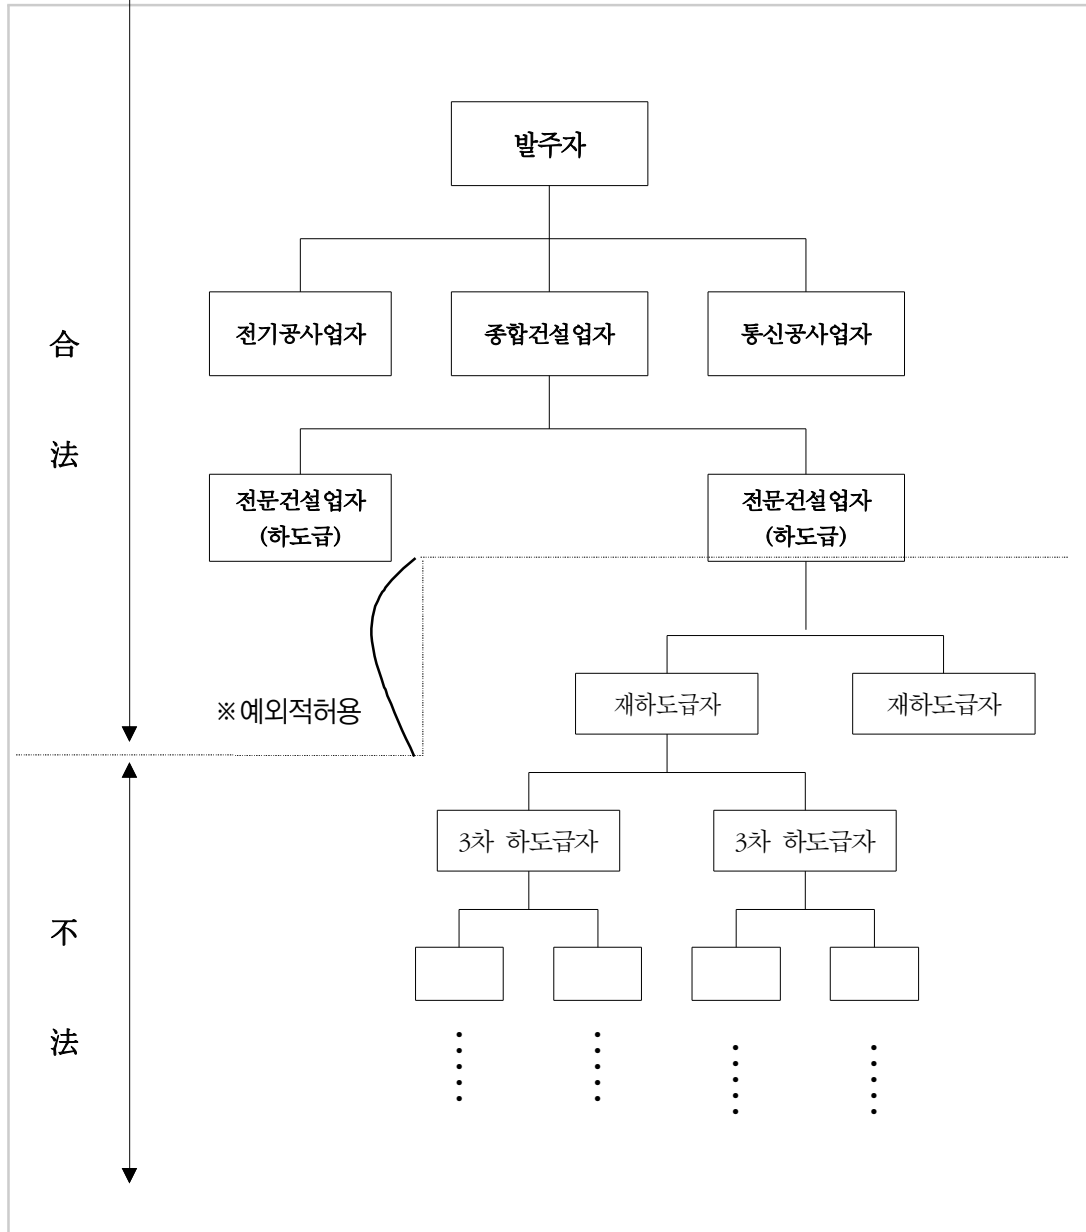 발주자
전기공사업자
종합건설업자
통신공사업자
合
法
전문건설업자
(하도급)
전문건설업자
(하도급)
※예외적허용
재하도급자
재하도급자
3차 하도급자
3차 하도급자
不
法